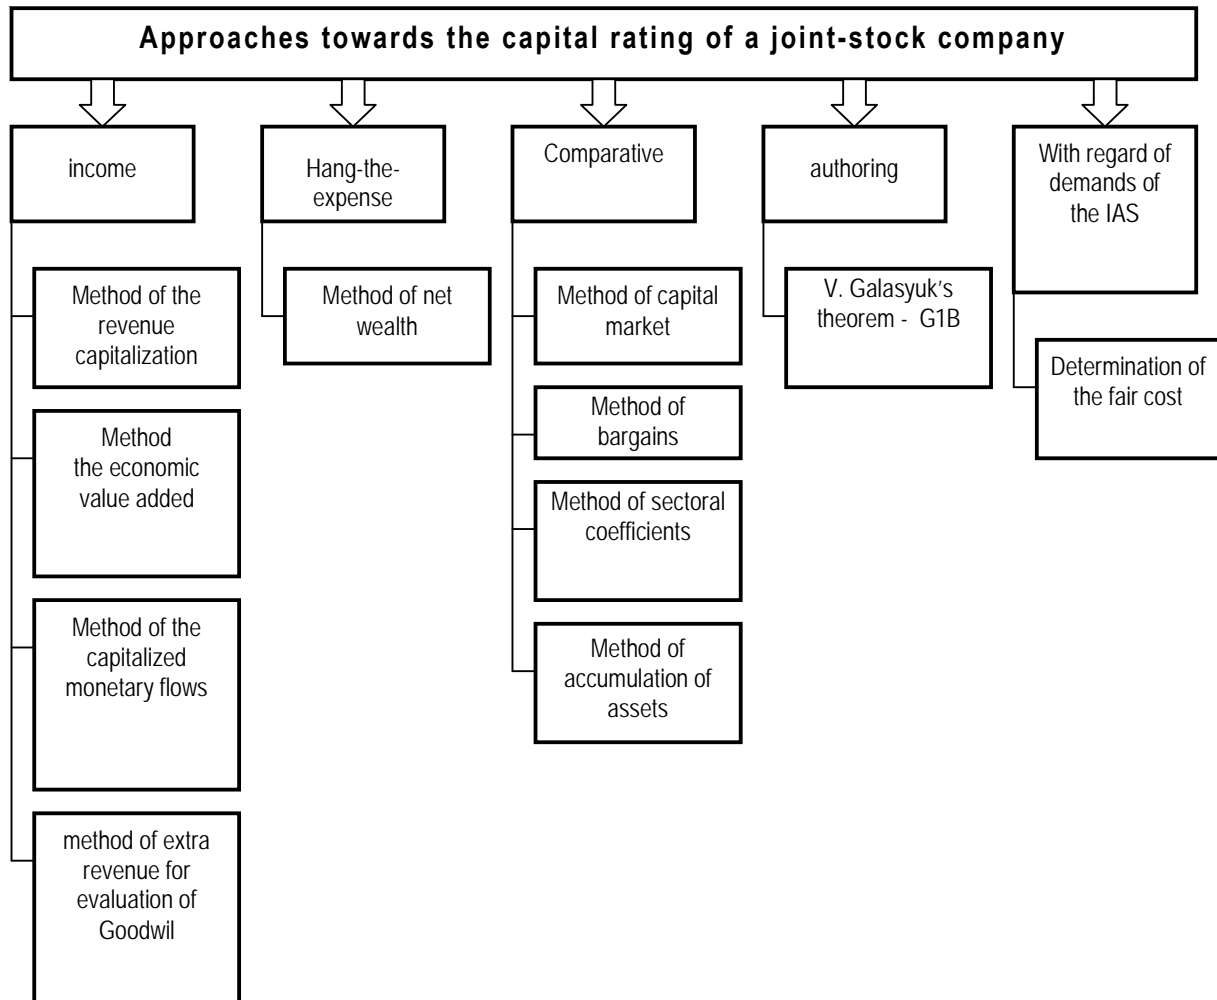 Approaches towards the capital rating of a joint-stock company
income
Hang-the-
expense
Comparative
authoring
With regard of
demands of
the IAS
Method of the
revenue
capitalization
Method
the economic
value added
Method of the
capitalized
monetary flows
method of extra
revenue for
evaluation of
Goodwil
Method of net
wealth
Method of capital
market
Method of
bargains
Method of sectoral
coefficients
Method of
accumulation of
assets
V. Galasyuk's
theorem - G1B
Determination of
the fair cost